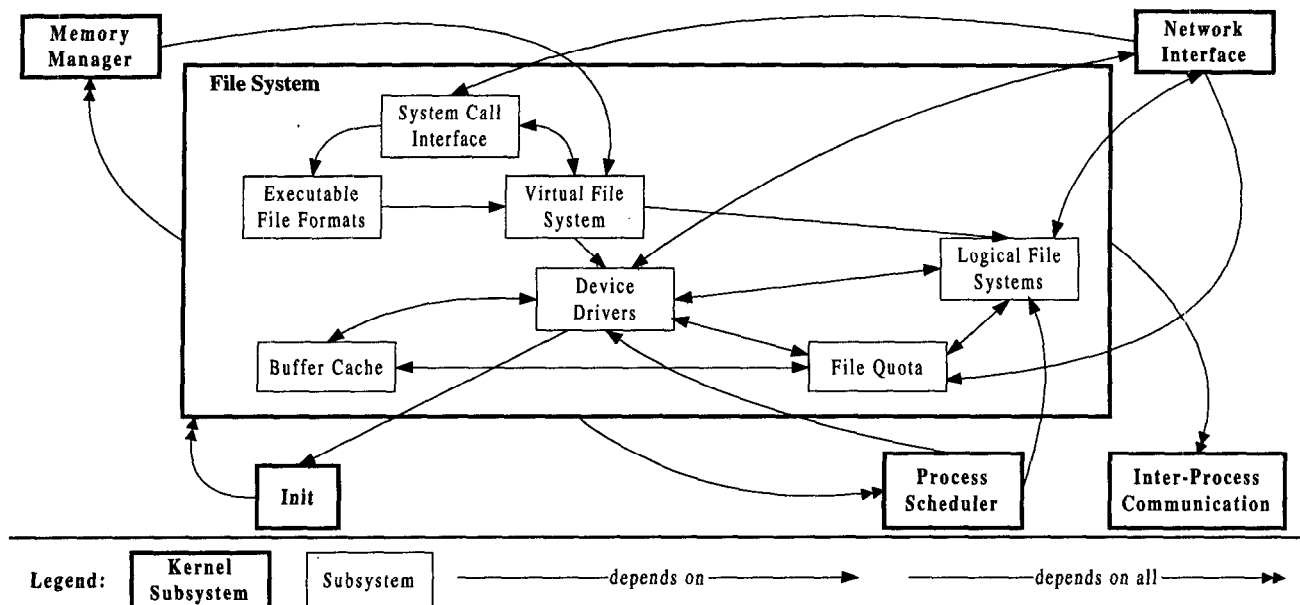 Memory
Manager
Network
Interface
File System
System Call
Interface
Executable
File Formats
Virtual File
System
Logical File
Systems
Device
Drivers
Buffer Cache
File Quota
Init
Process
Scheduler
Inter-Process
Communication
Legend:
Kernel
Subsystem
Subsystem
depends on
depends on all